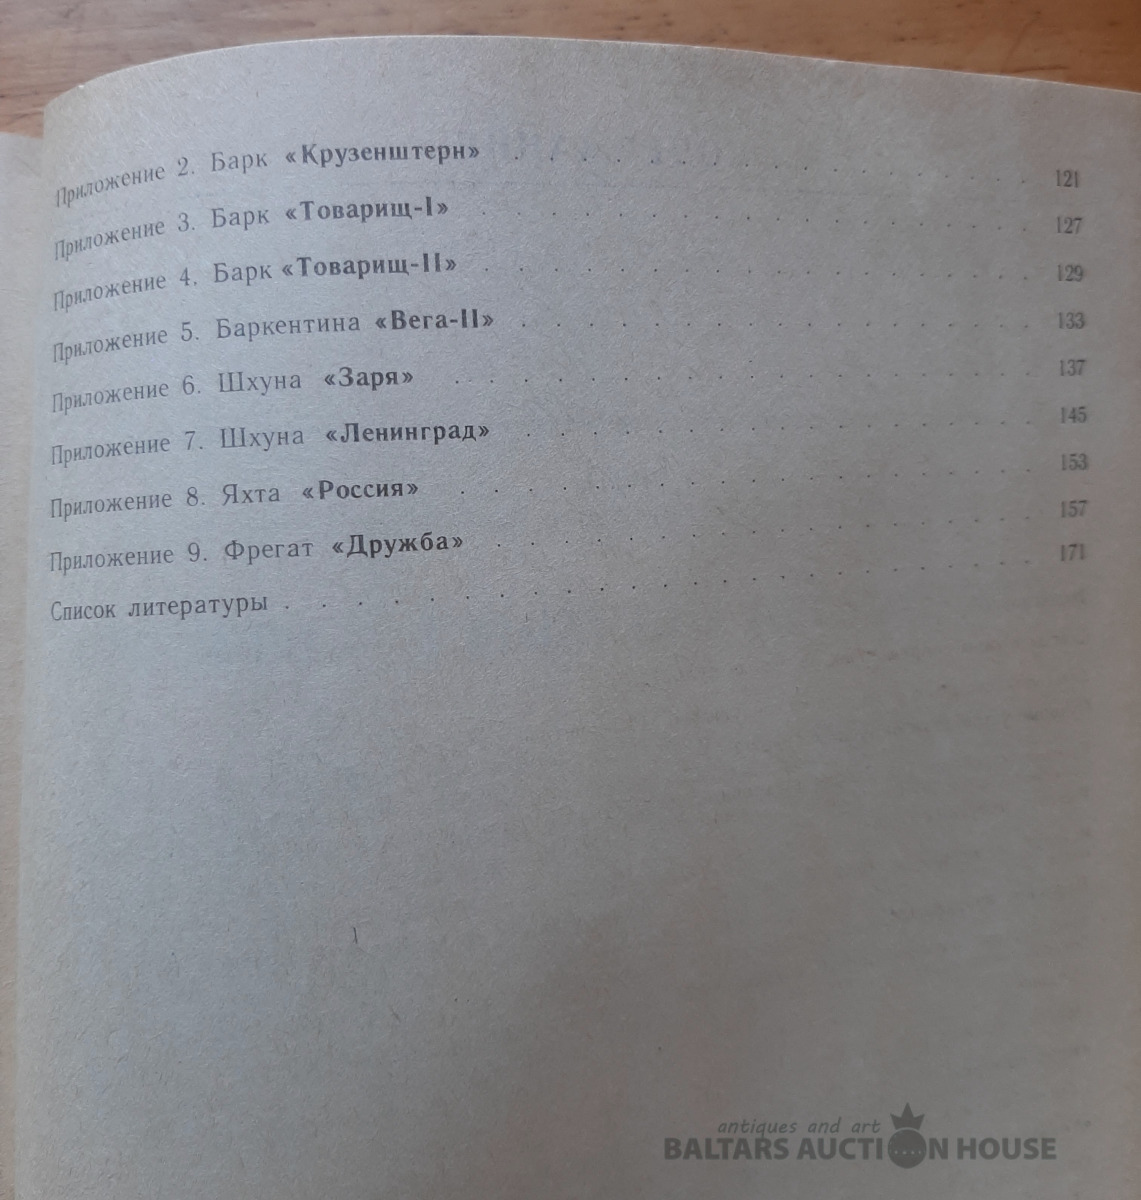 Приложение 2. Барк «Крузенштерн» . . . . . . . . . . . . . . 121
Приложение 3. Барк «Товарищ-I» . . . . . . . . . . . . . . . 127
Приложение 4. Барк «Товарищ-II» . . . . . . . . . . . . . . . 129
Приложение 5. Баркентина «Вега-II» . . . . . . . . . . . . . . 133
Приложение 6. Шхуна «Заря» . . . . . . . . . . . . . . . . 137
Приложение 7. Шхуна «Ленинград» . . . . . . . . . . . . . . 145
Приложение 8. Яхта «Россия» . . . . . . . . . . . . . . . . 153
Приложение 9. Фрегат «Дружба» . . . . . . . . . . . . . . . 157
Список литературы . . . . . . . . . . . . . . . . . . . . . 171
antiques and art
BALTARS AUCTION HOUSE